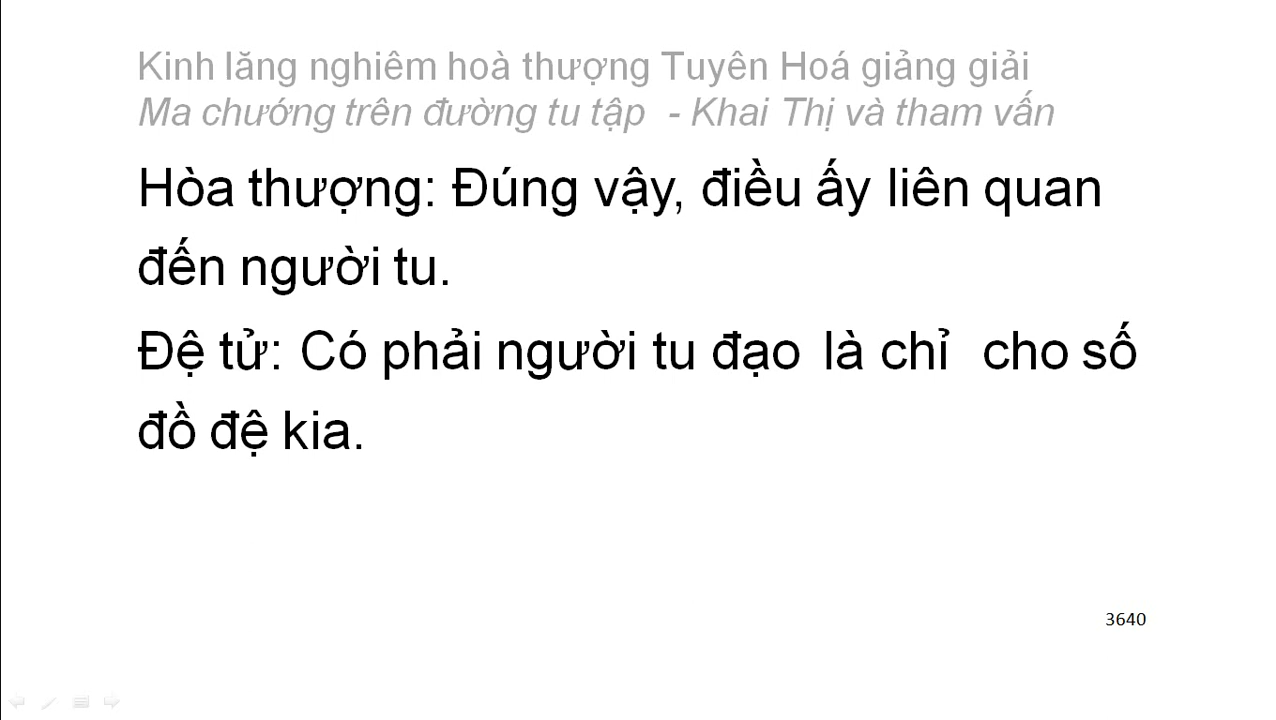 Kinh lăng nghiêm hoà thượng Tuyên Hoá giảng giải
Ma chướng trên đường tu tập - Khai Thị và tham vấn
Hòa thượng: Đúng vậy, điều ấy liên quan
đến người tu.
Đệ tử: Có phải người tu đạo là chỉ cho số
đồ đệ kia.
3640